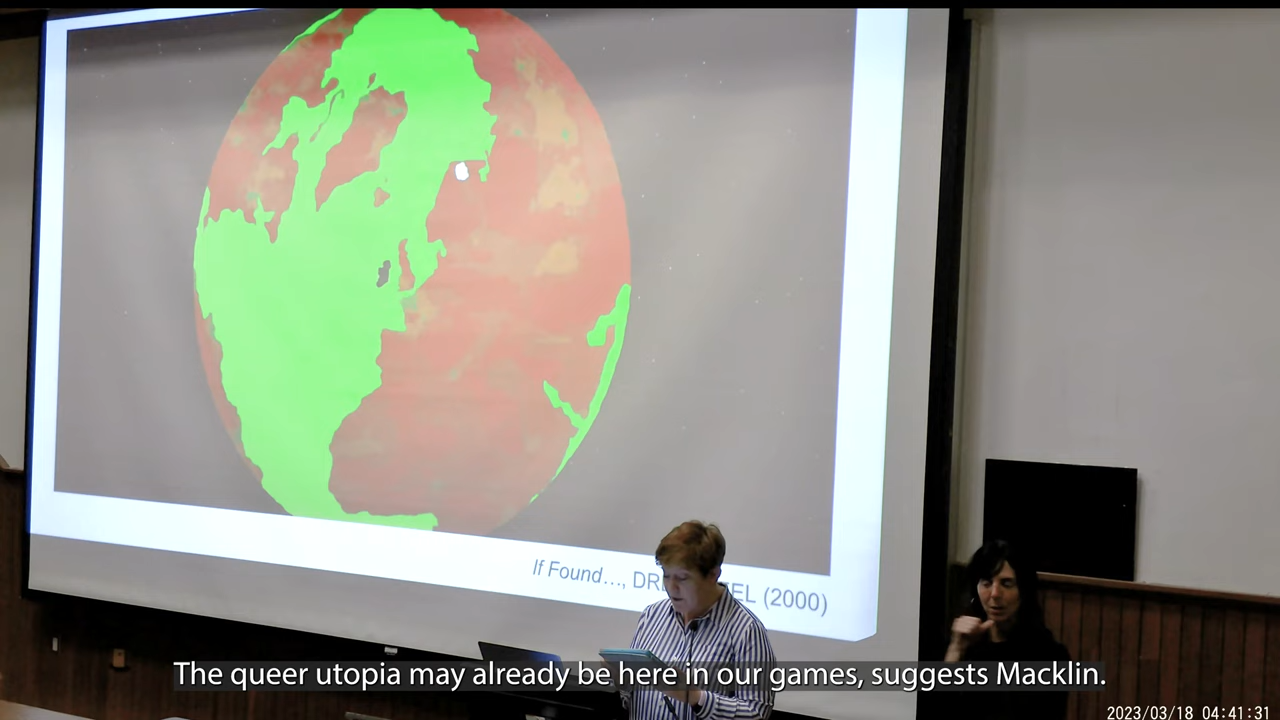 If Found..., DR EL (2000)
The queer utopia may already be here in our games, suggests Macklin.
2023/03/18 04:41:31